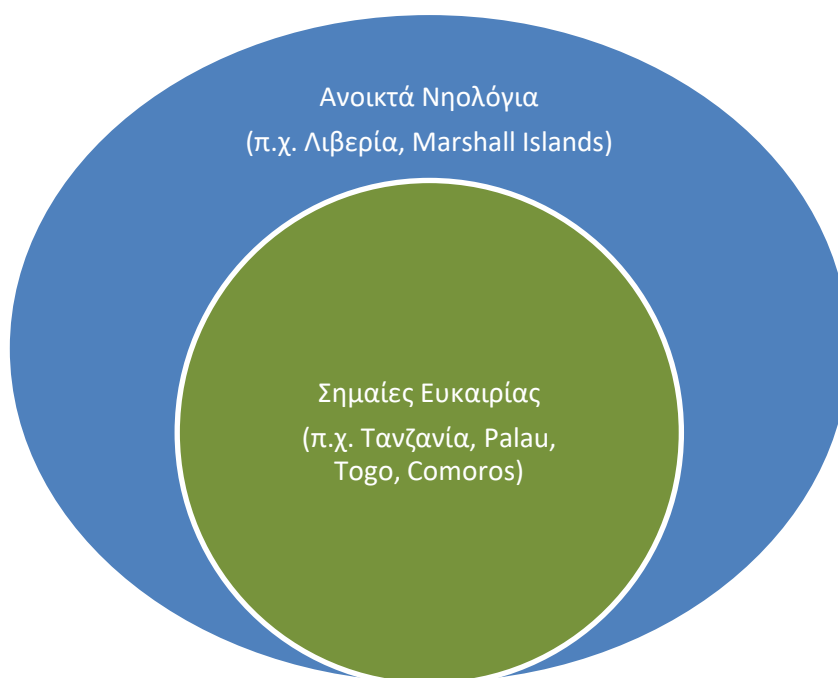 Ανοικτά Νηολόγια
(π.χ. Λιβερία, Marshall Islands)
Σημαίες Ευκαιρίας
(π.χ. Τανζανία, Palau,
Togo, Comoros)